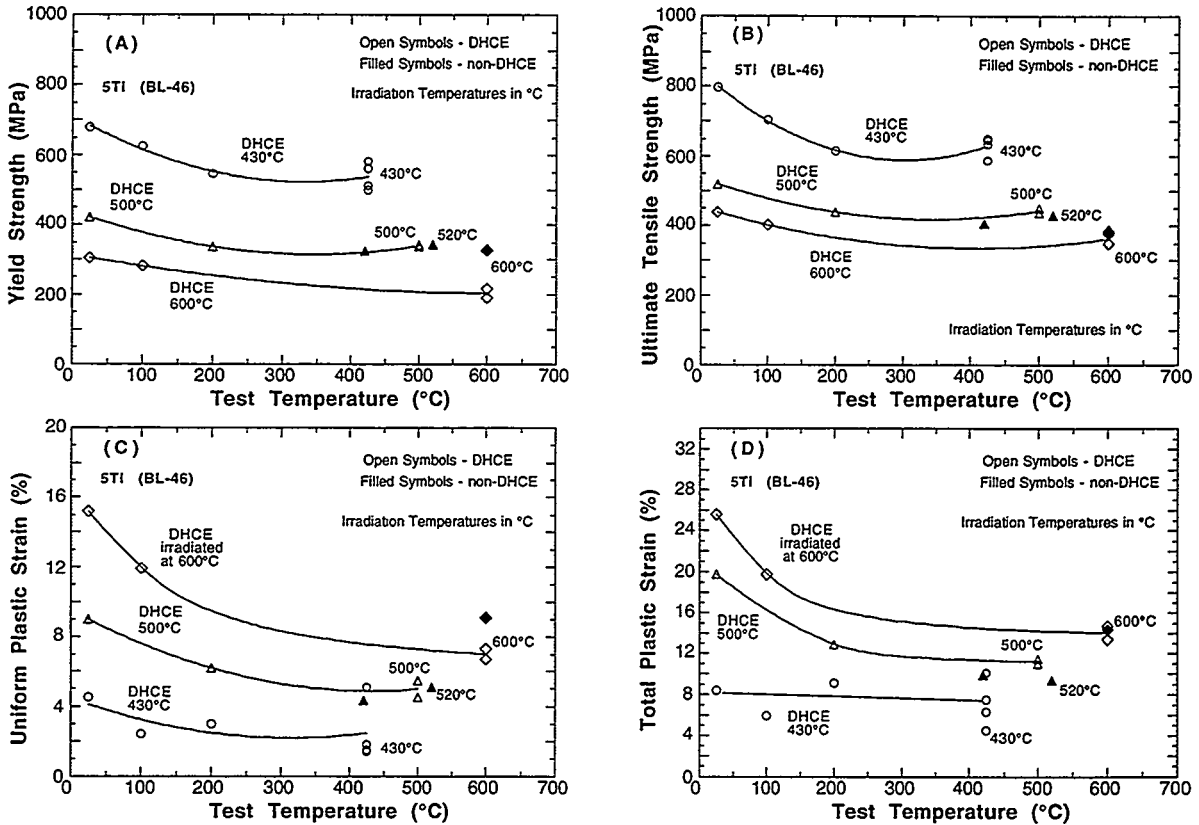 (A)
Open Symbols - DHCE
Filled Symbols - non-DHCE
5Ti (BL-46)
Irradiation Temperatures in °C
DHCE
430°C
430°C
DHCE
500°C
500°C
520°C
600°C
DHCE
600°C
1000
800
600
400
200
0
Yield Strength (MPa)
0 100 200 300 400 500 600 700
Test Temperature (°C)
(B)
Open Symbols - DHCE
Filled Symbols - non-DHCE
5Ti (BL-46)
DHCE
430°C
430°C
DHCE
500°C
500°C
520°C
DHCE
600°C
600°C
Irradiation Temperatures in °C
1000
800
600
400
200
0
Ultimate Tensile Strength (MPa)
0 100 200 300 400 500 600 700
Test Temperature (°C)
(C)
Open Symbols - DHCE
Filled Symbols - non-DHCE
5Ti (BL-46)
Irradiation Temperatures in °C
DHCE
irradiated
at 600°C
DHCE
500°C
600°C
500°C
520°C
DHCE
430°C
430°C
20
16
12
8
4
0
Uniform Plastic Strain (%)
0 100 200 300 400 500 600 700
Test Temperature (°C)
(D)
Open Symbols - DHCE
Filled Symbols - non-DHCE
5Ti (BL-46)
Irradiation Temperatures in °C
DHCE
irradiated
at 600°C
DHCE
500°C
600°C
500°C
520°C
DHCE
430°C
430°C
32
28
24
20
16
12
8
4
0
Total Plastic Strain (%)
0 100 200 300 400 500 600 700
Test Temperature (°C)